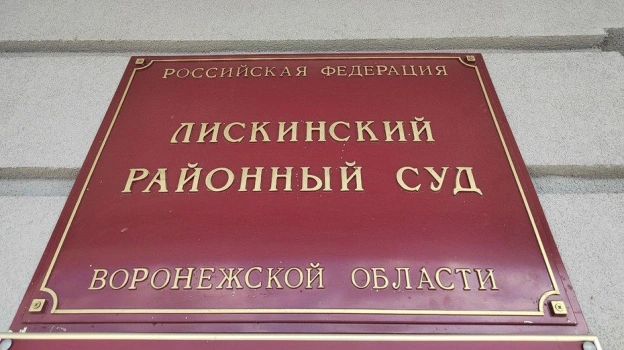 РОССИЙСКАЯ ФЕДЕРАЦИЯ
ЛИСКИНСКИЙ
РАЙОННЫЙ СУД
ВОРОНЕЖСКОЙ ОБЛАСТИ